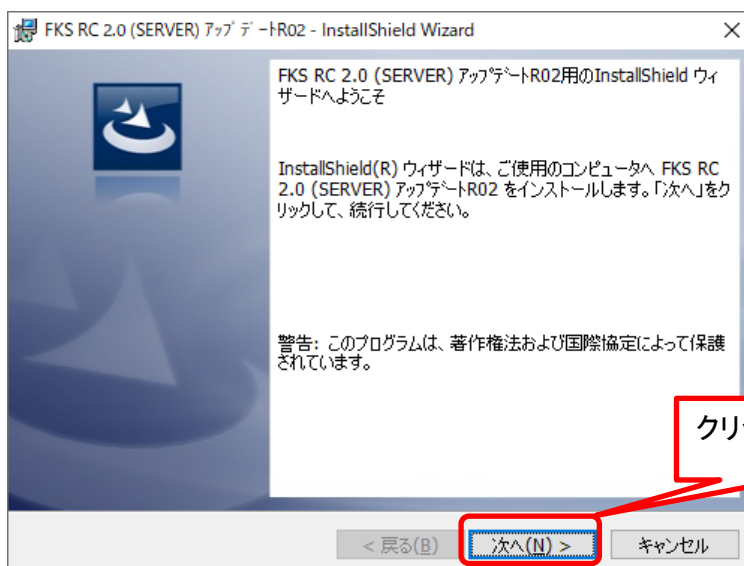 FKS RC 2.0 (SERVER) ｱｯﾌﾟﾃﾞｰﾄR02 - InstallShield Wizard
FKS RC 2.0 (SERVER) ｱｯﾌﾟﾃﾞｰﾄR02用のInstallShield ウィ
ザードへようこそ
InstallShield(R) ウィザードは、ご使用のコンピュータへ FKS RC
2.0 (SERVER) ｱｯﾌﾟﾃﾞｰﾄR02 をインストールします。「次へ」をク
リックして、続行してください。
警告: このプログラムは、著作権法および国際協定によって保護
されています。
クリ
< 戻る(B)
次へ(N) >
キャンセル